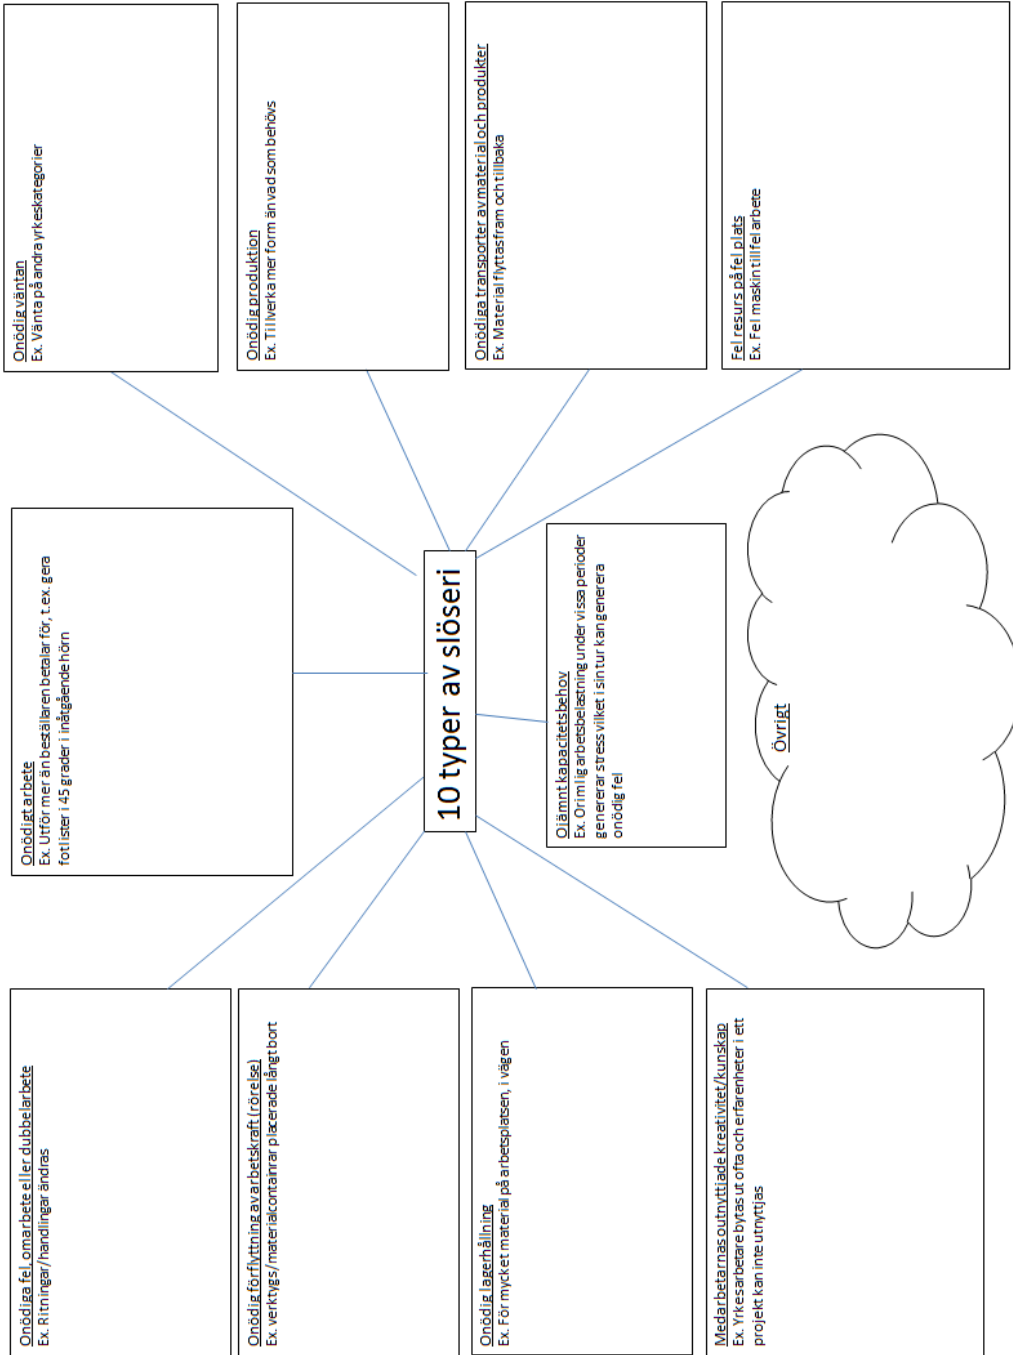 Onödiga fel, omarbete eller dubbelarbete
Ex. Ritningar/handlingar ändras
Onödig förflyttning av arbetskraft (rörelse)
Ex. verktygs/materialcontainrar placerade långt bort
Onödig lagerhållning
Ex. För mycket material på arbetsplatsen, i vägen
Medarbetarnas outnyttjade kreativitet/kunskap
Ex. Yrkesarbetare bytas ut ofta och erfarenheter i ett
projekt kan inte utnyttjas
Onödigt arbete
Ex. Utför mer än beställaren betalar för, t.ex. gera
fotlister i 45 grader i inåtgående hörn
10 typer av slöseri
Ojämnt kapacitetsbehov
Ex. Orimlig arbetsbelastning under vissa perioder
genererar stress vilket i sin tur kan generera
onödig fel
Övrigt
Onödig väntan
Ex. Vänta på andra yrkeskategorier
Onödig produktion
Ex. Tillverka mer form än vad som behövs
Onödiga transporter av material och produkter
Ex. Material flyttas fram och tillbaka
Fel resurs på fel plats
Ex. Fel maskin till fel arbete